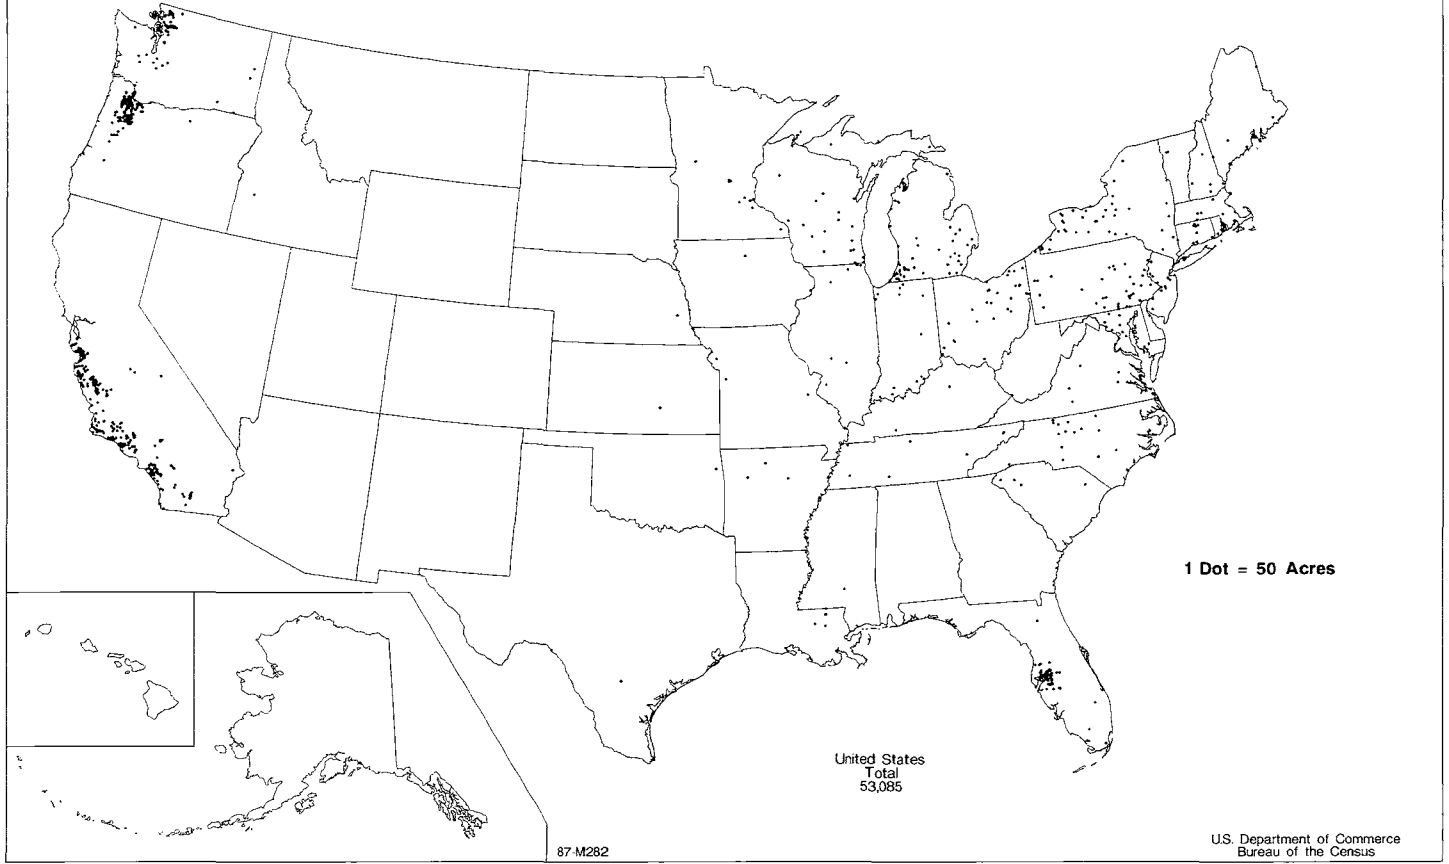 1 Dot = 50 Acres
United States
Total
53,085
87-M282
U.S. Department of Commerce
Bureau of the Census